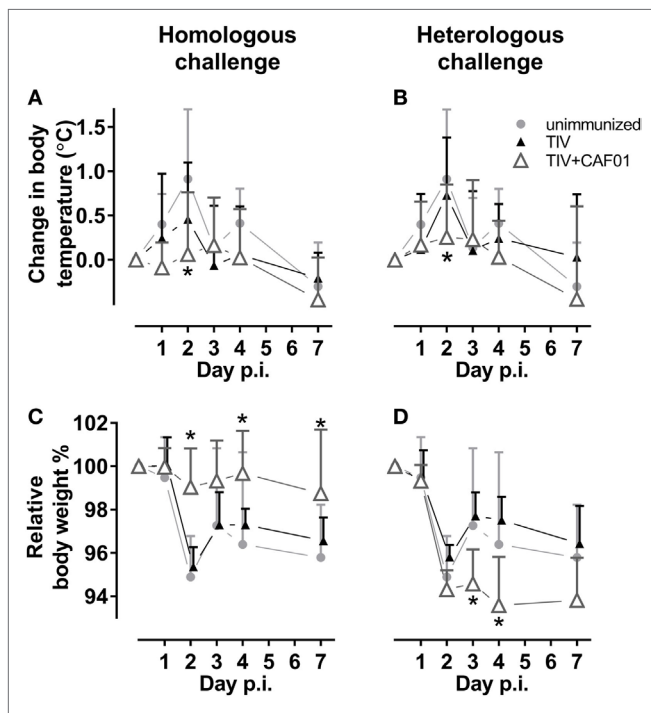 Homologous
challenge
Heterologous
challenge
A
Change in body
temperature (°C)
1.5
1.0
0.5
0.0
1 2 3 4 5 6 7
Day p.i.
*
B
unimmunized
TIV
TIV+CAF01
*
1 2 3 4 5 6 7
Day p.i.
C
Relative
body weight %
102
100
98
96
94
* * *
1 2 3 4 5 6 7
Day p.i.
D
* *
1 2 3 4 5 6 7
Day p.i.